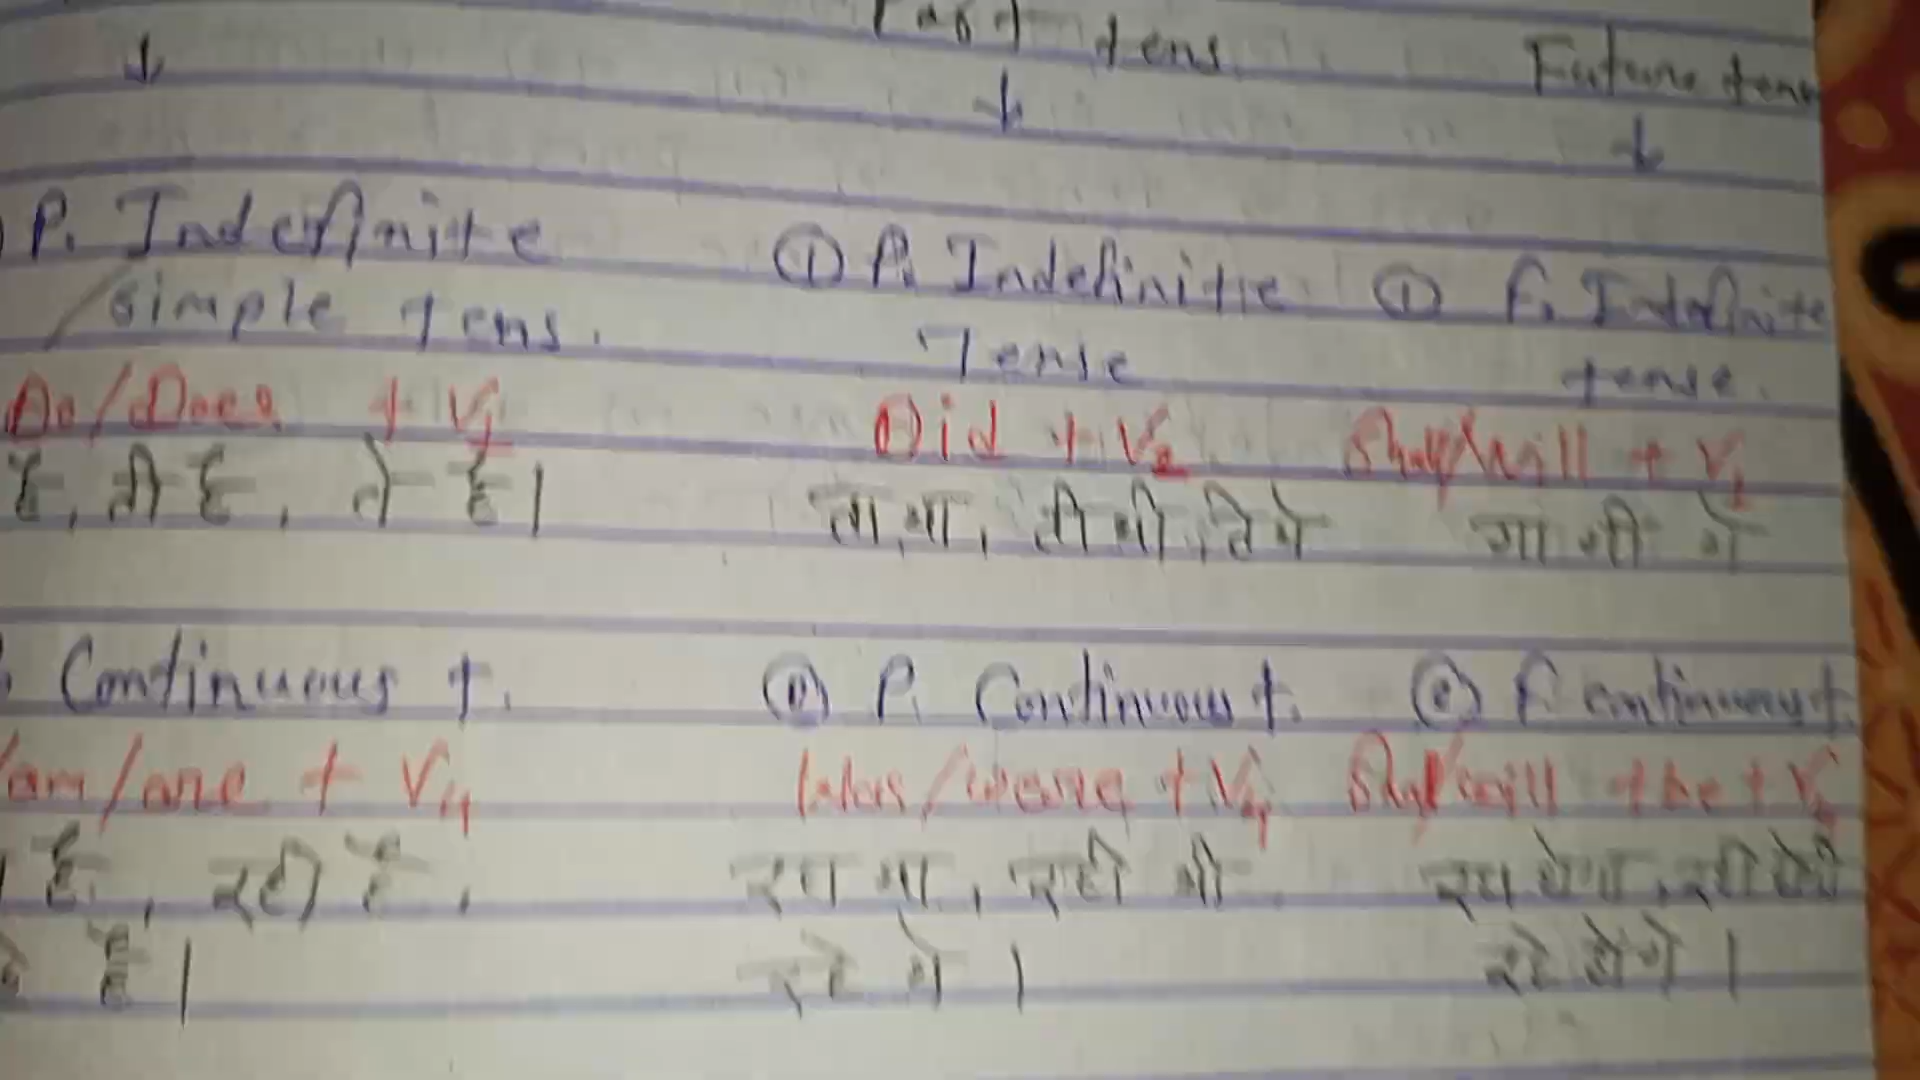 Past tens Future tens
P. Indefinite ① P. Indefinitie ① F. Indefinite
/simple tens. Tense tense.
Do/Does + V1 Did + V2 Shall/will + V1
है, ती है, ते है। ता था, ती थी, ते थे गा गी गे
Continuous t. ② P. Continuous t. ② F. continuous t.
/am/are + V4 Was/were + V4 Shall/will + be + V4
है, रही है, रहा था, रही थी रहा होगा, रही होगी
है। रहे थे। रहे होगे।